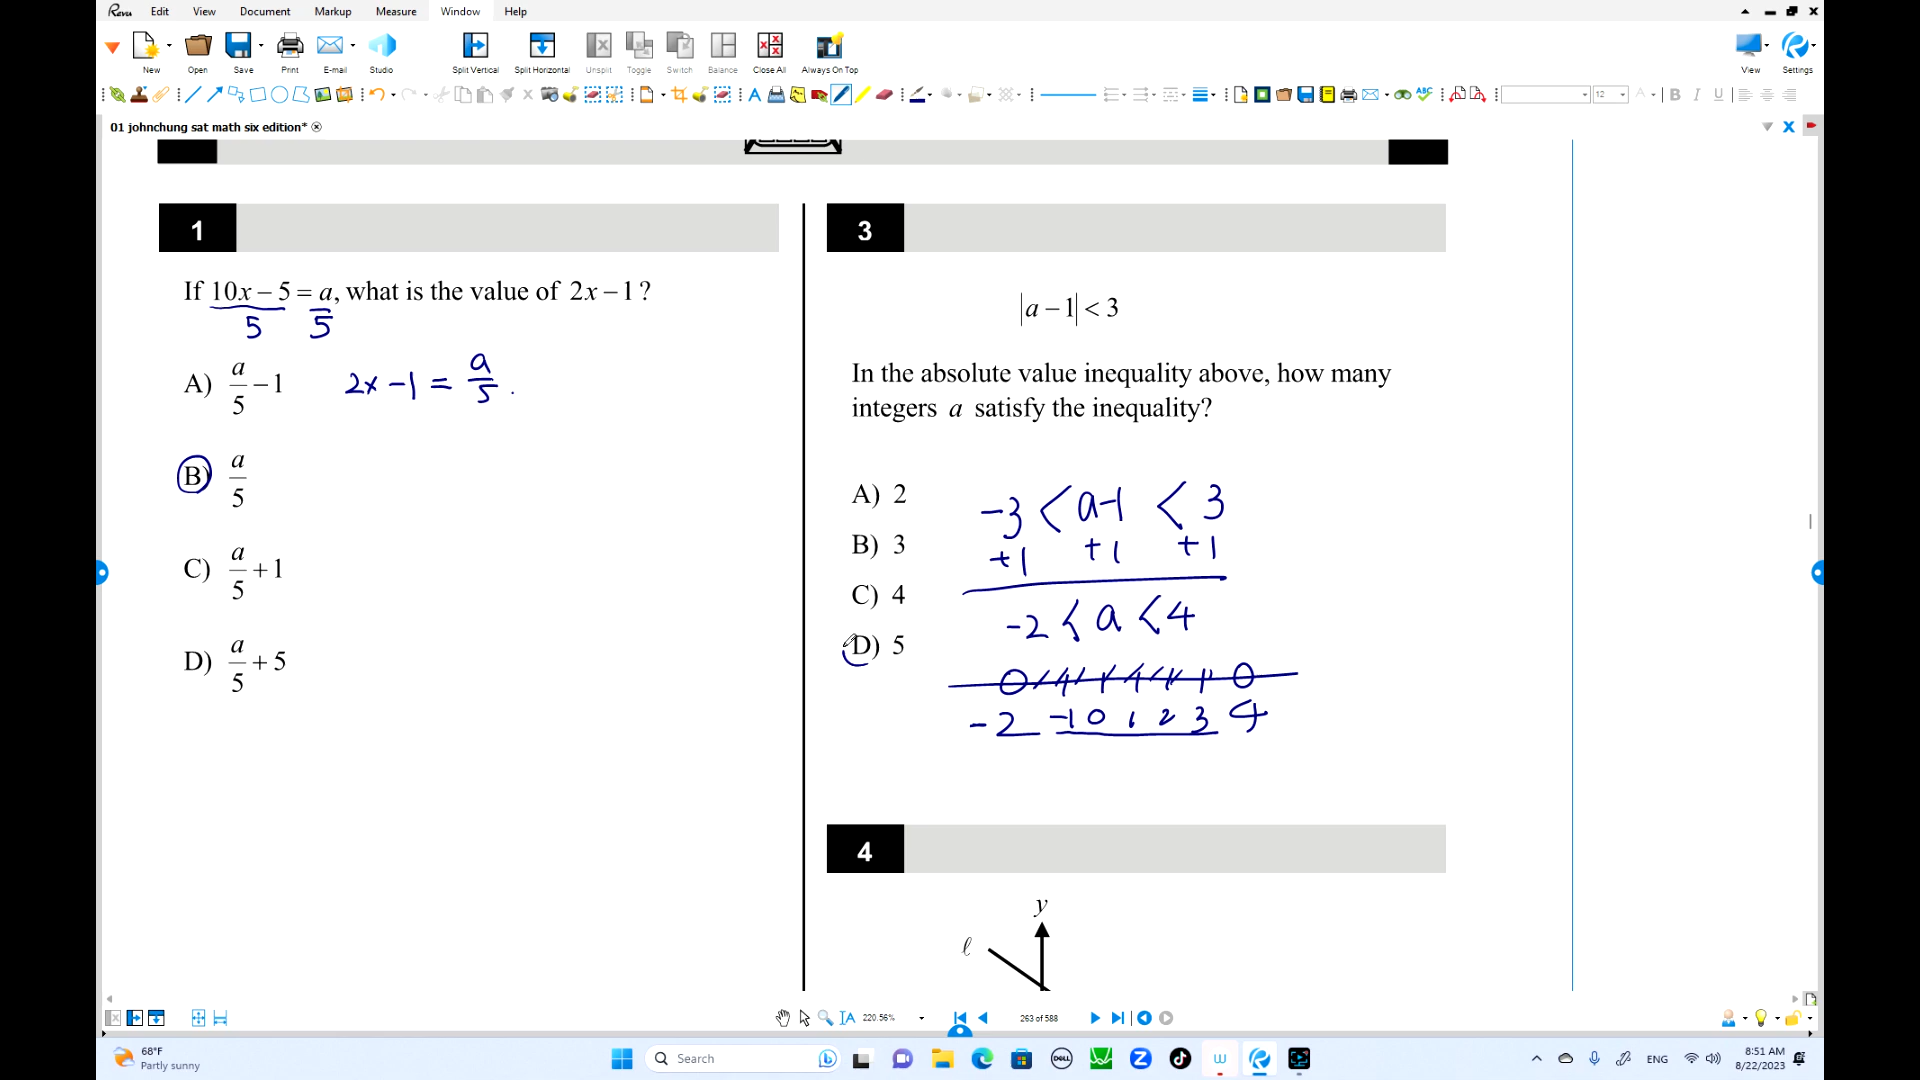 Revu Edit View Document Markup Measure Window Help
New Open Save Print E-mail Studio Split Vertical Split Horizontal Unsplit Toggle Switch Balance Close All Always On Top View Settings
12
01 johnchung sat math six edition*
1
If 10x − 5 = a, what is the value of 2x − 1 ?
5 5
A) a/5 − 1
2x − 1 = a/5 .
B) a/5
C) a/5 + 1
D) a/5 + 5
3
|a − 1| < 3
In the absolute value inequality above, how many
integers a satisfy the inequality?
A) 2
B) 3
C) 4
D) 5
-3 < a-1 < 3
+1 +1 +1
-2 < a < 4
-2 -1 0 1 2 3 4
4
y
ℓ
220.56% 263 of 588
68°F
Partly sunny
Search
DELL
ENG
8:51 AM
8/22/2023